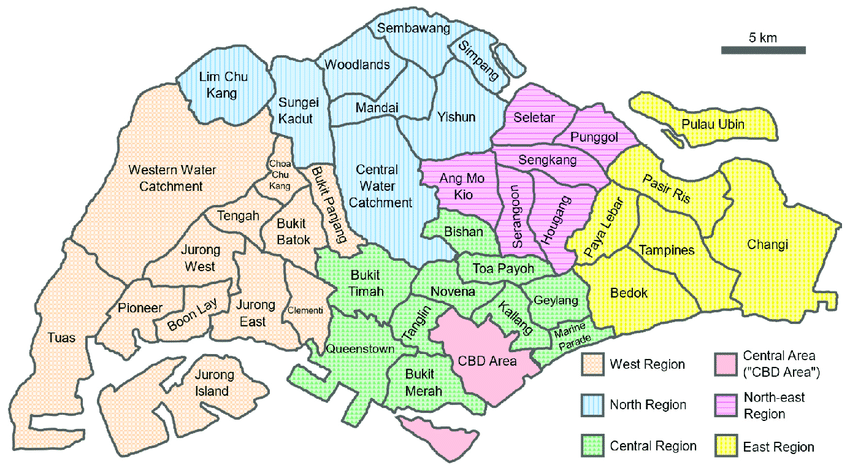 Sembawang
5 km
Simpang
Woodlands
Lim Chu
Kang
Sungei
Kadut
Mandai
Yishun
Seletar
Punggol
Pulau Ubin
Western Water
Catchment
Choa
Chu
Kang
Bukit Panjang
Central
Water
Catchment
Ang Mo
Kio
Sengkang
Serangoon
Hougang
Pasir Ris
Paya Lebar
Tampines
Changi
Tengah
Bukit
Batok
Bishan
Jurong
West
Toa Payoh
Bukit
Timah
Novena
Geylang
Bedok
Pioneer
Boon Lay
Jurong
East
Clementi
Tanglin
Kallang
Marine
Parade
Tuas
Queenstown
CBD Area
Bukit
Merah
Jurong
Island
West Region
Central Area
("CBD Area")
North Region
North-east
Region
Central Region
East Region